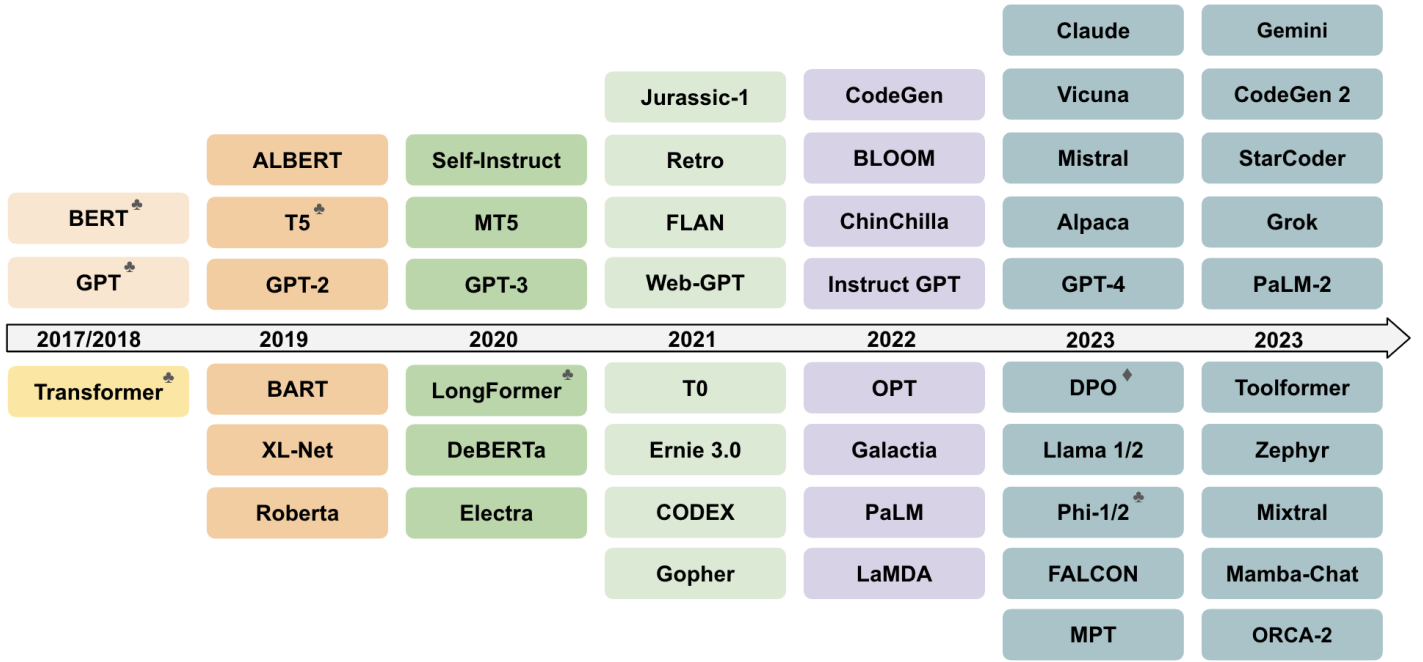 Claude Gemini
Jurassic-1 CodeGen Vicuna CodeGen 2
ALBERT Self-Instruct Retro BLOOM Mistral StarCoder
BERT♣ T5♣ MT5 FLAN ChinChilla Alpaca Grok
GPT♣ GPT-2 GPT-3 Web-GPT Instruct GPT GPT-4 PaLM-2
2017/2018 2019 2020 2021 2022 2023 2023
Transformer♣ BART LongFormer♣ T0 OPT DPO♦ Toolformer
XL-Net DeBERTa Ernie 3.0 Galactia Llama 1/2 Zephyr
Roberta Electra CODEX PaLM Phi-1/2♣ Mixtral
Gopher LaMDA FALCON Mamba-Chat
MPT ORCA-2